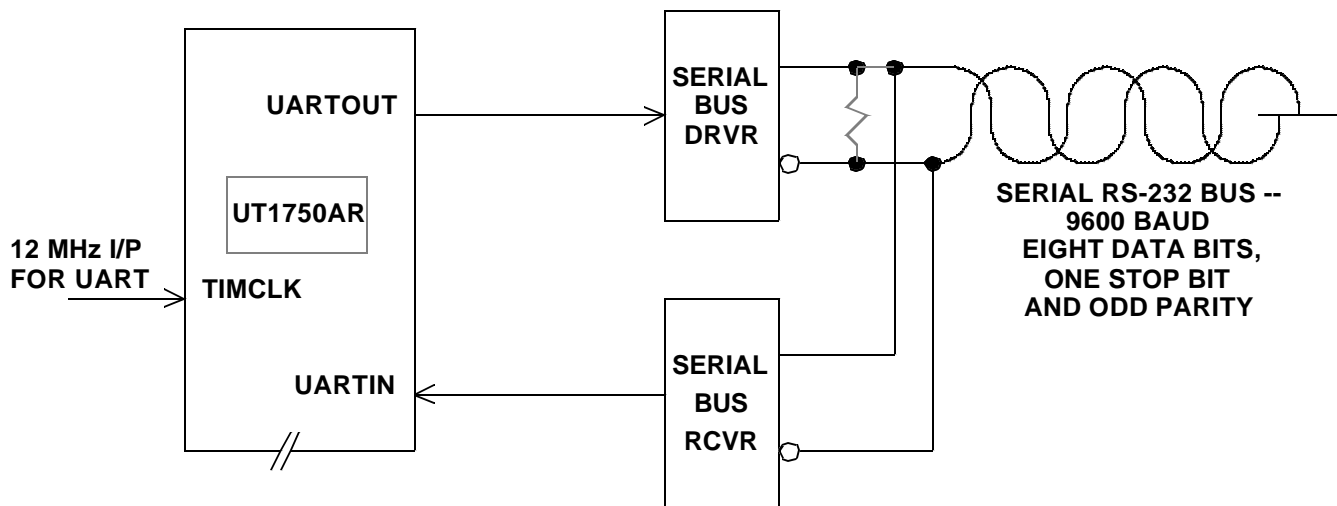 UARTOUT
UT1750AR
12 MHz I/P
FOR UART
TIMCLK
UARTIN
SERIAL
BUS
DRVR
SERIAL
BUS
RCVR
SERIAL RS-232 BUS --
9600 BAUD
EIGHT DATA BITS,
ONE STOP BIT
AND ODD PARITY